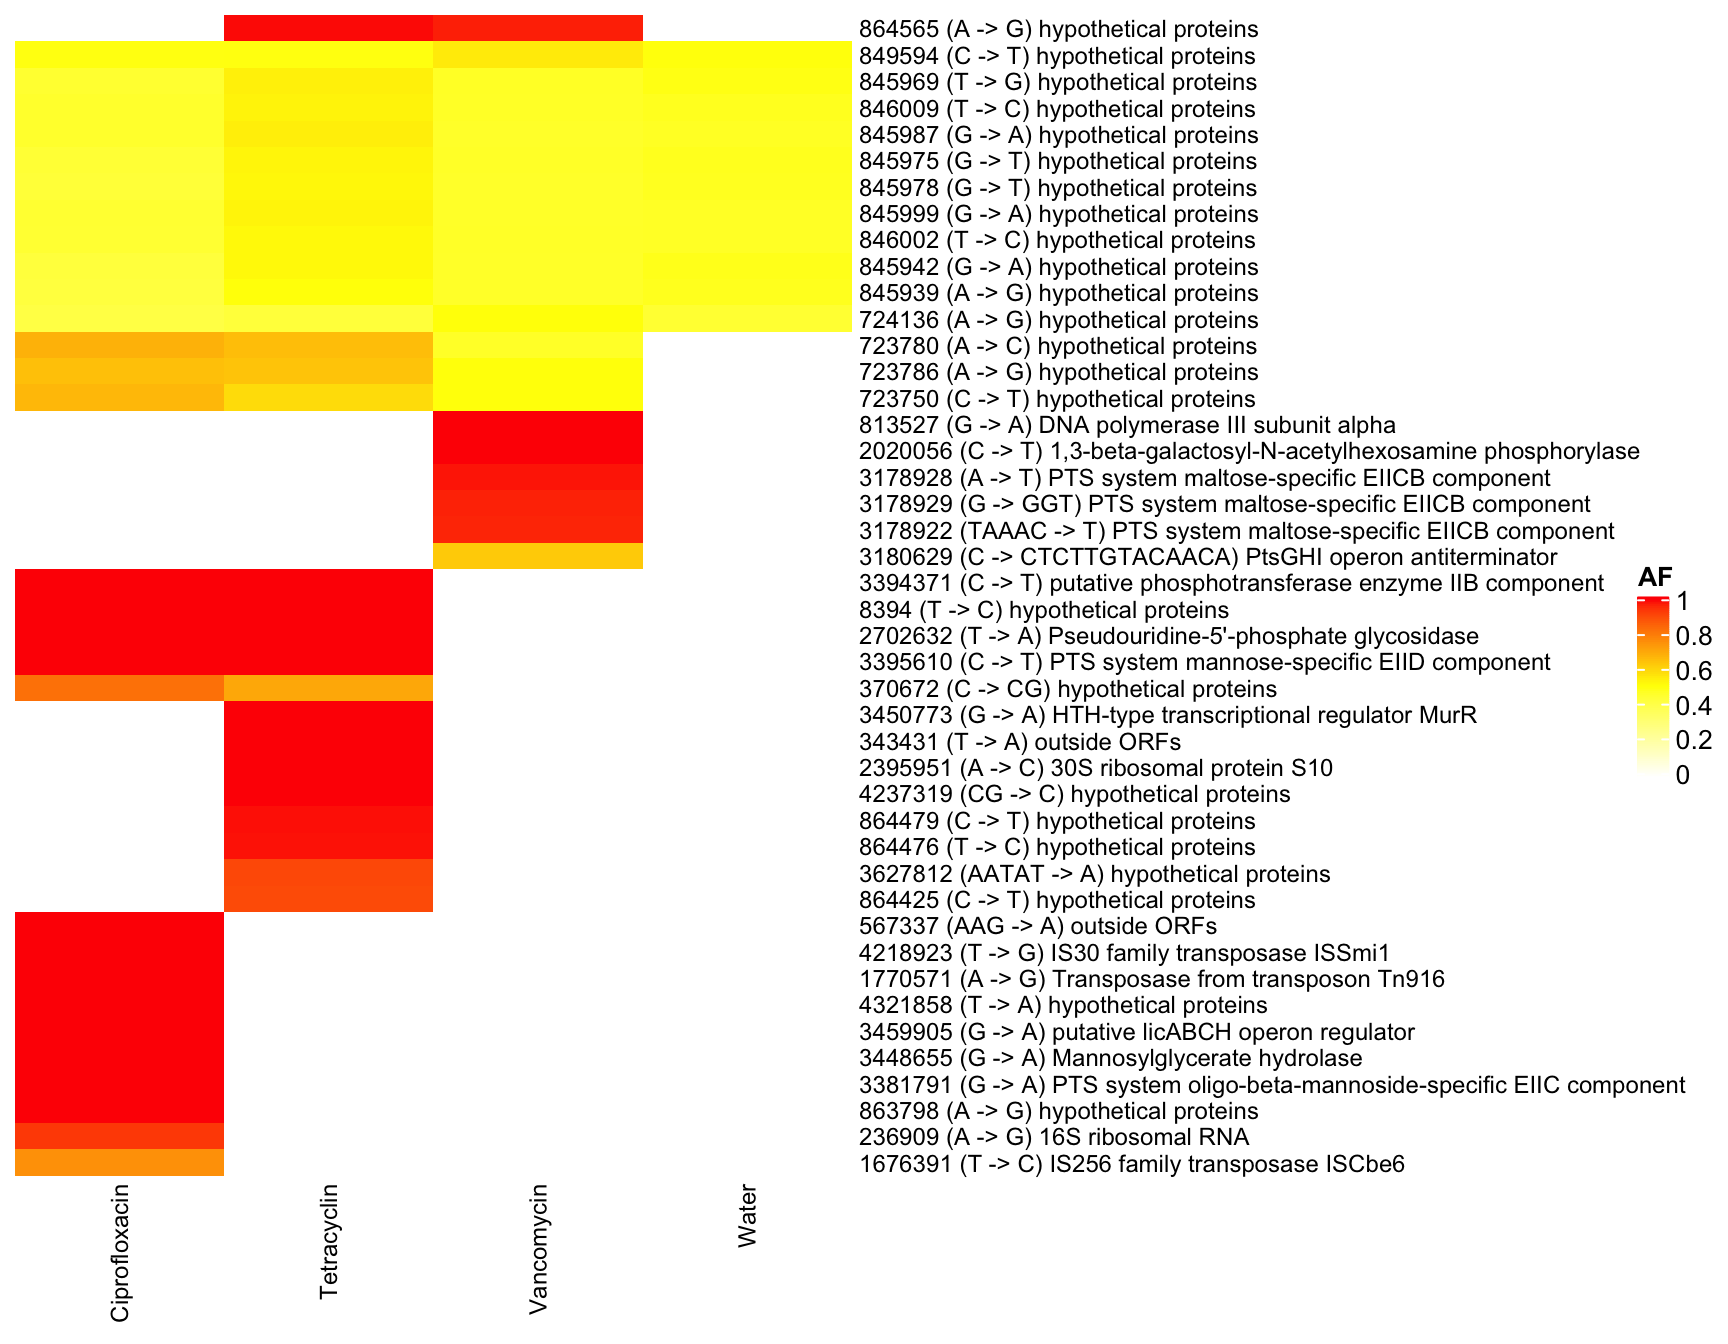 864565 (A -> G) hypothetical proteins
849594 (C -> T) hypothetical proteins
845969 (T -> G) hypothetical proteins
846009 (T -> C) hypothetical proteins
845987 (G -> A) hypothetical proteins
845975 (G -> T) hypothetical proteins
845978 (G -> T) hypothetical proteins
845999 (G -> A) hypothetical proteins
846002 (T -> C) hypothetical proteins
845942 (G -> A) hypothetical proteins
845939 (A -> G) hypothetical proteins
724136 (A -> G) hypothetical proteins
723780 (A -> C) hypothetical proteins
723786 (A -> G) hypothetical proteins
723750 (C -> T) hypothetical proteins
813527 (G -> A) DNA polymerase III subunit alpha
2020056 (C -> T) 1,3-beta-galactosyl-N-acetylhexosamine phosphorylase
3178928 (A -> T) PTS system maltose-specific EIICB component
3178929 (G -> GGT) PTS system maltose-specific EIICB component
3178922 (TAAAC -> T) PTS system maltose-specific EIICB component
3180629 (C -> CTCTTGTACAACA) PtsGHI operon antiterminator
3394371 (C -> T) putative phosphotransferase enzyme IIB component
8394 (T -> C) hypothetical proteins
2702632 (T -> A) Pseudouridine-5'-phosphate glycosidase
3395610 (C -> T) PTS system mannose-specific EIID component
370672 (C -> CG) hypothetical proteins
3450773 (G -> A) HTH-type transcriptional regulator MurR
343431 (T -> A) outside ORFs
2395951 (A -> C) 30S ribosomal protein S10
4237319 (CG -> C) hypothetical proteins
864479 (C -> T) hypothetical proteins
864476 (T -> C) hypothetical proteins
3627812 (AATAT -> A) hypothetical proteins
864425 (C -> T) hypothetical proteins
567337 (AAG -> A) outside ORFs
4218923 (T -> G) IS30 family transposase ISSmi1
1770571 (A -> G) Transposase from transposon Tn916
4321858 (T -> A) hypothetical proteins
3459905 (G -> A) putative licABCH operon regulator
3448655 (G -> A) Mannosylglycerate hydrolase
3381791 (G -> A) PTS system oligo-beta-mannoside-specific EIIC component
863798 (A -> G) hypothetical proteins
236909 (A -> G) 16S ribosomal RNA
1676391 (T -> C) IS256 family transposase ISCbe6
AF
1
0.8
0.6
0.4
0.2
0
Ciprofloxacin
Tetracyclin
Vancomycin
Water